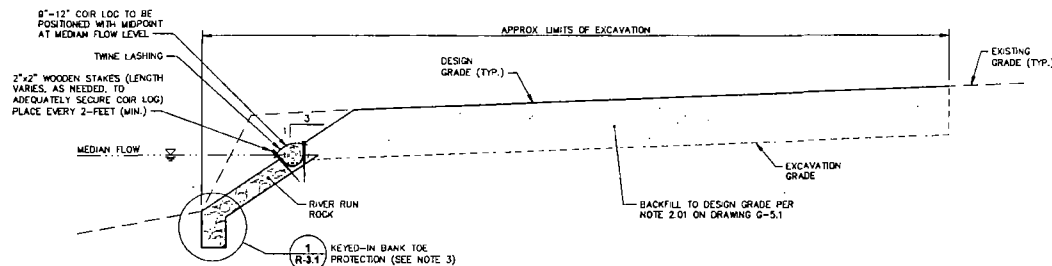 9"-12" COIR LOG TO BE
POSITIONED WITH MIDPOINT
AT MEDIAN FLOW LEVEL
TWINE LASHING
2"x2" WOODEN STAKES (LENGTH
VARIES, AS NEEDED, TO
ADEQUATELY SECURE COIR LOG)
PLACE EVERY 2-FEET (MIN.)
MEDIAN FLOW
APPROX LIMITS OF EXCAVATION
DESIGN
GRADE (TYP.)
EXISTING
GRADE (TYP.)
1
3
EXCAVATION
GRADE
RIVER RUN
ROCK
BACKFILL TO DESIGN GRADE PER
NOTE 2.01 ON DRAWING G-5.1
1
R-3.1
KEYED-IN BANK TOE
PROTECTION (SEE NOTE 3)